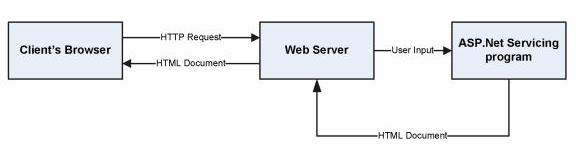 Client's Browser
HTTP Request
HTML Document
Web Server
User Input
ASP.Net Servicing
program
HTML Document